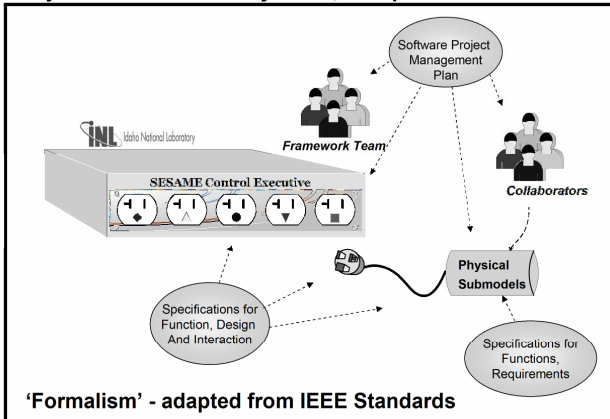 Software Project
Management
Plan
INL Idaho National Laboratory
Framework Team
Collaborators
SESAME Control Executive
Physical
Submodels
Specifications for
Function, Design
And Interaction
Specifications for
Functions,
Requirements
'Formalism' - adapted from IEEE Standards